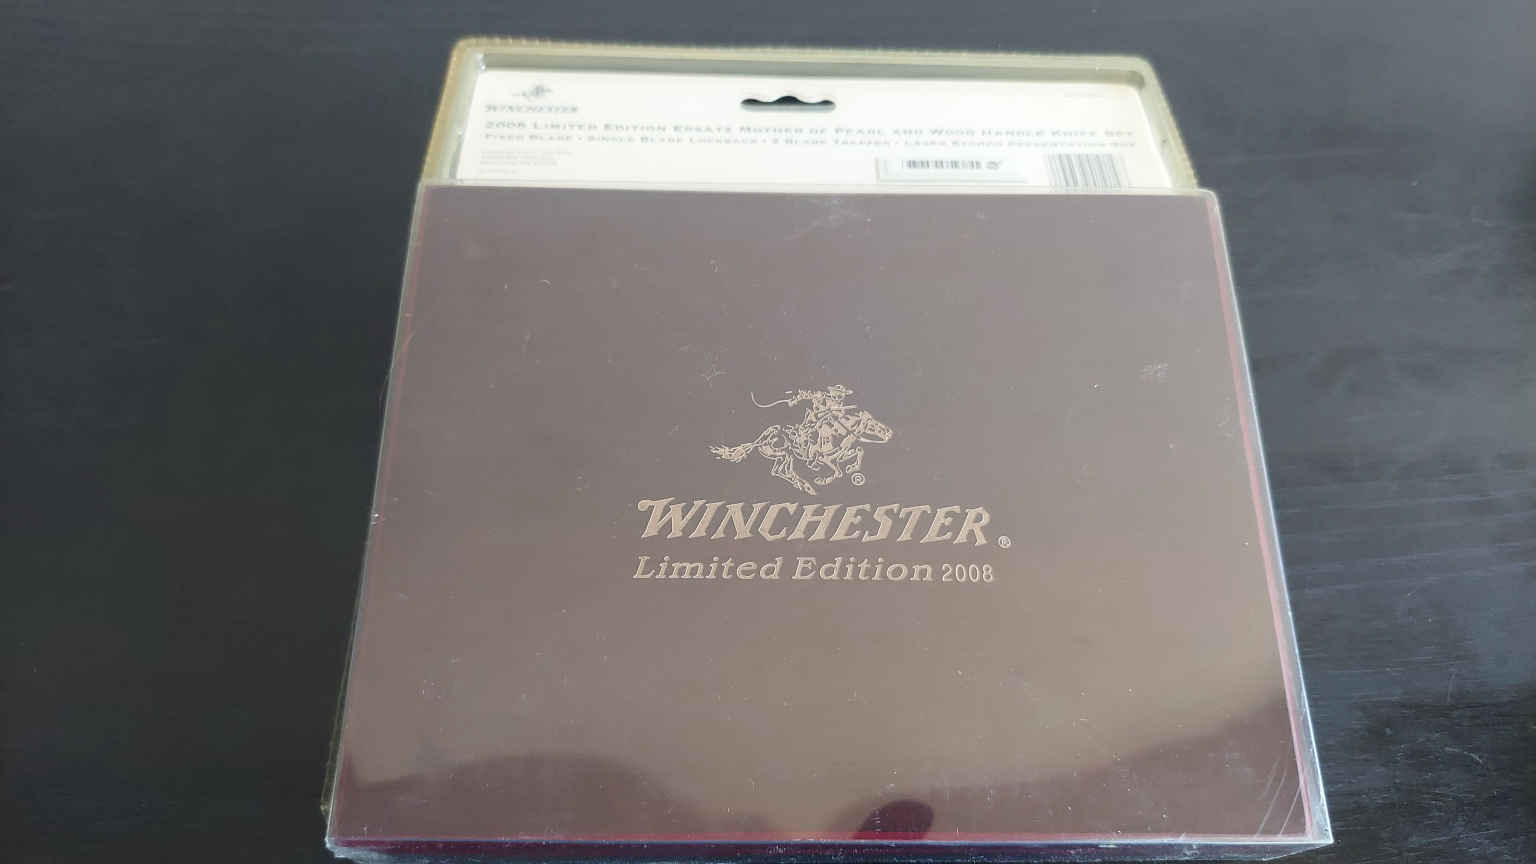 WINCHESTER
2008 LIMITED EDITION ERSATZ MOTHER OF PEARL AND WOOD HANDLE KNIFE SET
FIXED BLADE • SINGLE BLADE LOCKBACK • 2 BLADE TRAPPER • LASER ETCHED PRESENTATION BOX
®
WINCHESTER®
Limited Edition 2008